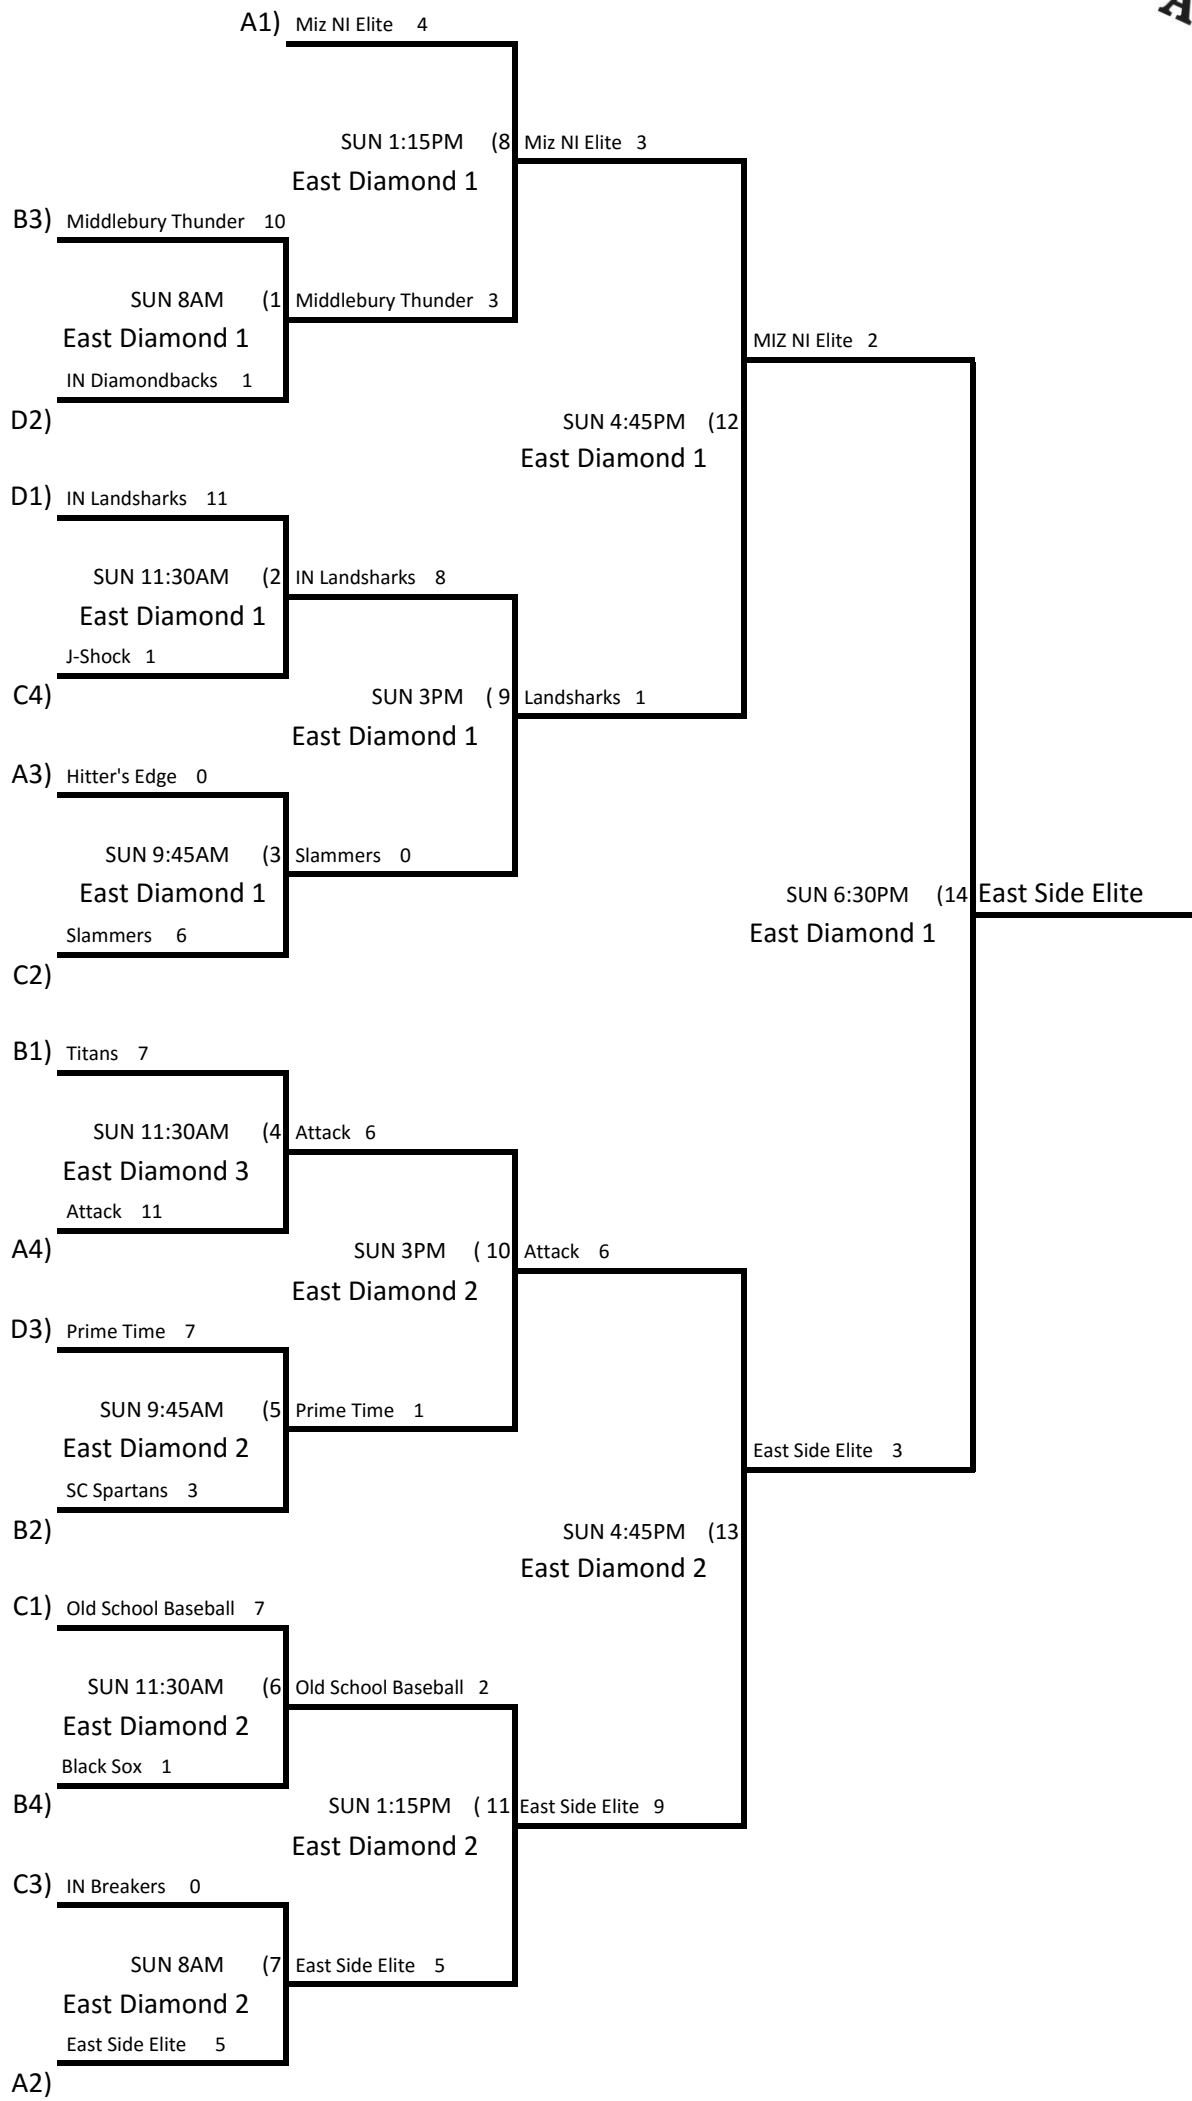 A
A1) Miz NI Elite 4
SUN 1:15PM (8 Miz NI Elite 3
East Diamond 1
B3) Middlebury Thunder 10
SUN 8AM (1 Middlebury Thunder 3
East Diamond 1
MIZ NI Elite 2
IN Diamondbacks 1
D2)
SUN 4:45PM (12
East Diamond 1
D1) IN Landsharks 11
SUN 11:30AM (2 IN Landsharks 8
East Diamond 1
J-Shock 1
C4)
SUN 3PM ( 9 Landsharks 1
East Diamond 1
A3) Hitter's Edge 0
SUN 9:45AM (3 Slammers 0
East Diamond 1
SUN 6:30PM (14 East Side Elite
East Diamond 1
Slammers 6
C2)
B1) Titans 7
SUN 11:30AM (4 Attack 6
East Diamond 3
Attack 11
A4)
SUN 3PM ( 10 Attack 6
East Diamond 2
D3) Prime Time 7
SUN 9:45AM (5 Prime Time 1
East Diamond 2
East Side Elite 3
SC Spartans 3
B2)
SUN 4:45PM (13
East Diamond 2
C1) Old School Baseball 7
SUN 11:30AM (6 Old School Baseball 2
East Diamond 2
Black Sox 1
B4)
SUN 1:15PM ( 11 East Side Elite 9
East Diamond 2
C3) IN Breakers 0
SUN 8AM (7 East Side Elite 5
East Diamond 2
East Side Elite 5
A2)